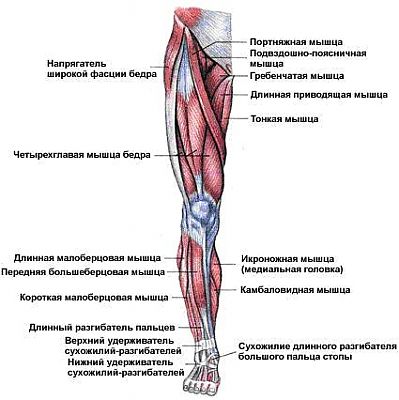 Портняжная мышца
Подвздошно-поясничная
мышца
Гребенчатая мышца
Длинная приводящая мышца
Тонкая мышца
Напрягатель
широкой фасции бедра
Четырехглавая мышца бедра
Длинная малоберцовая мышца
Передняя большеберцовая мышца
Короткая малоберцовая мышца
Длинный разгибатель пальцев
Верхний удерживатель
сухожилий-разгибателей
Нижний удерживатель
сухожилий-разгибателей
Икроножная мышца
(медиальная головка)
Камбаловидная мышца
Сухожилие длинного разгибателя
большого пальца стопы